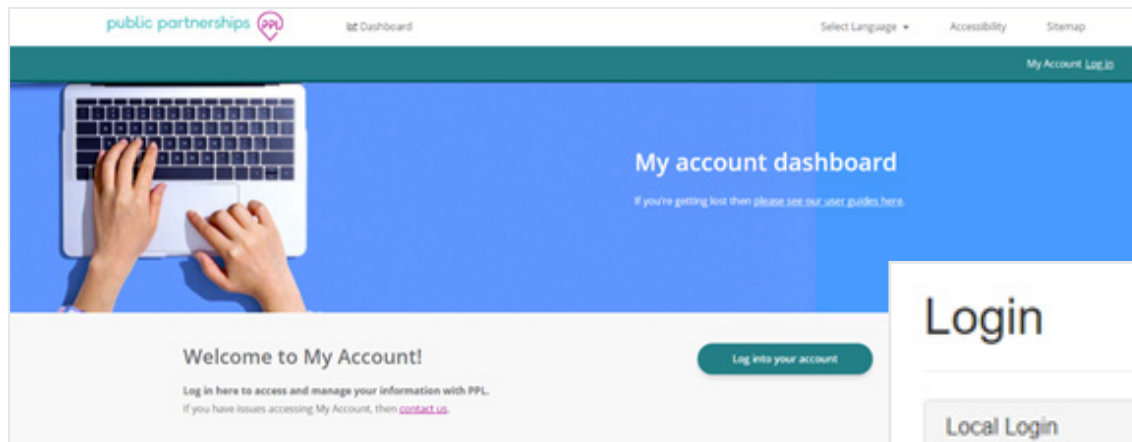 public partnerships PPL
Dashboard
Select Language
Accessibility
Sitemap
My Account Log in
My account dashboard
If you're getting lost then please see our user guides here.
Welcome to My Account!
Log into your account
Log in here to access and manage your information with PPL.
If you have issues accessing My Account, then contact us.
Login
Local Login